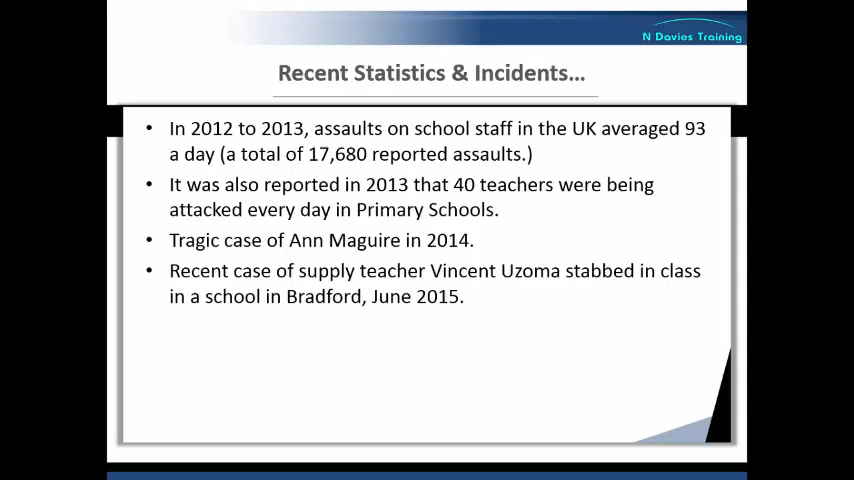 N Davies Training
Recent Statistics & Incidents...
• In 2012 to 2013, assaults on school staff in the UK averaged 93
a day (a total of 17,680 reported assaults.)
• It was also reported in 2013 that 40 teachers were being
attacked every day in Primary Schools.
• Tragic case of Ann Maguire in 2014.
• Recent case of supply teacher Vincent Uzoma stabbed in class
in a school in Bradford, June 2015.